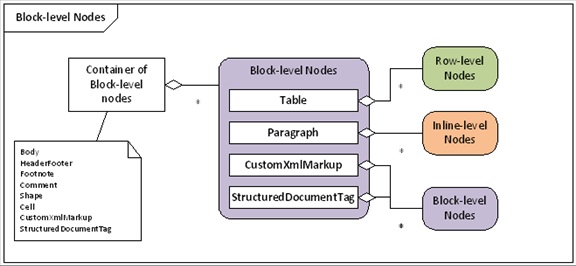 Block-level Nodes
Container of
Block-level
nodes
*
Block-level Nodes
Table
Paragraph
CustomXmlMarkup
StructuredDocumentTag
*
Row-level
Nodes
*
Inline-level
Nodes
*
Block-level
Nodes
Body
HeaderFooter
Footnote
Comment
Shape
Cell
CustomXmlMarkup
StructuredDocumentTag